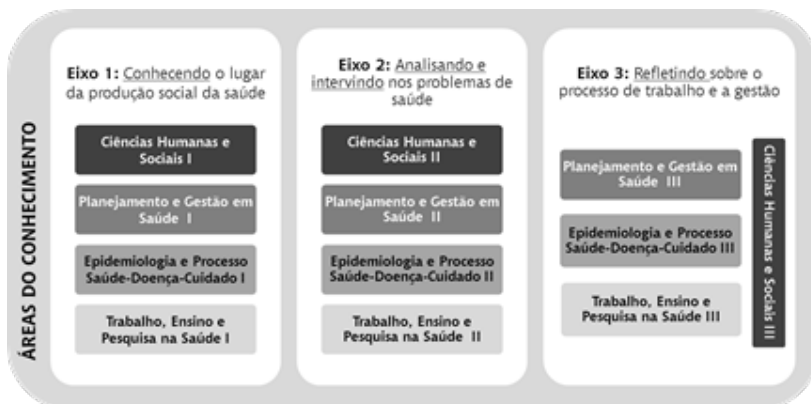 ÁREAS DO CONHECIMENTO
Eixo 1: Conhecendo o lugar
da produção social da saúde
Ciências Humanas e
Sociais I
Planejamento e Gestão em
Saúde I
Epidemiologia e Processo
Saúde-Doença-Cuidado I
Trabalho, Ensino e
Pesquisa na Saúde I
Eixo 2: Analisando e
intervindo nos problemas de
saúde
Ciências Humanas e
Sociais II
Planejamento e Gestão em
Saúde II
Epidemiologia e Processo
Saúde-Doença-Cuidado II
Trabalho, Ensino e
Pesquisa na Saúde II
Eixo 3: Refletindo sobre o
processo de trabalho e a gestão
Planejamento e Gestão em
Saúde III
Epidemiologia e Processo
Saúde-Doença-Cuidado III
Trabalho, Ensino e
Pesquisa na Saúde III
Ciências Humanas e Sociais III